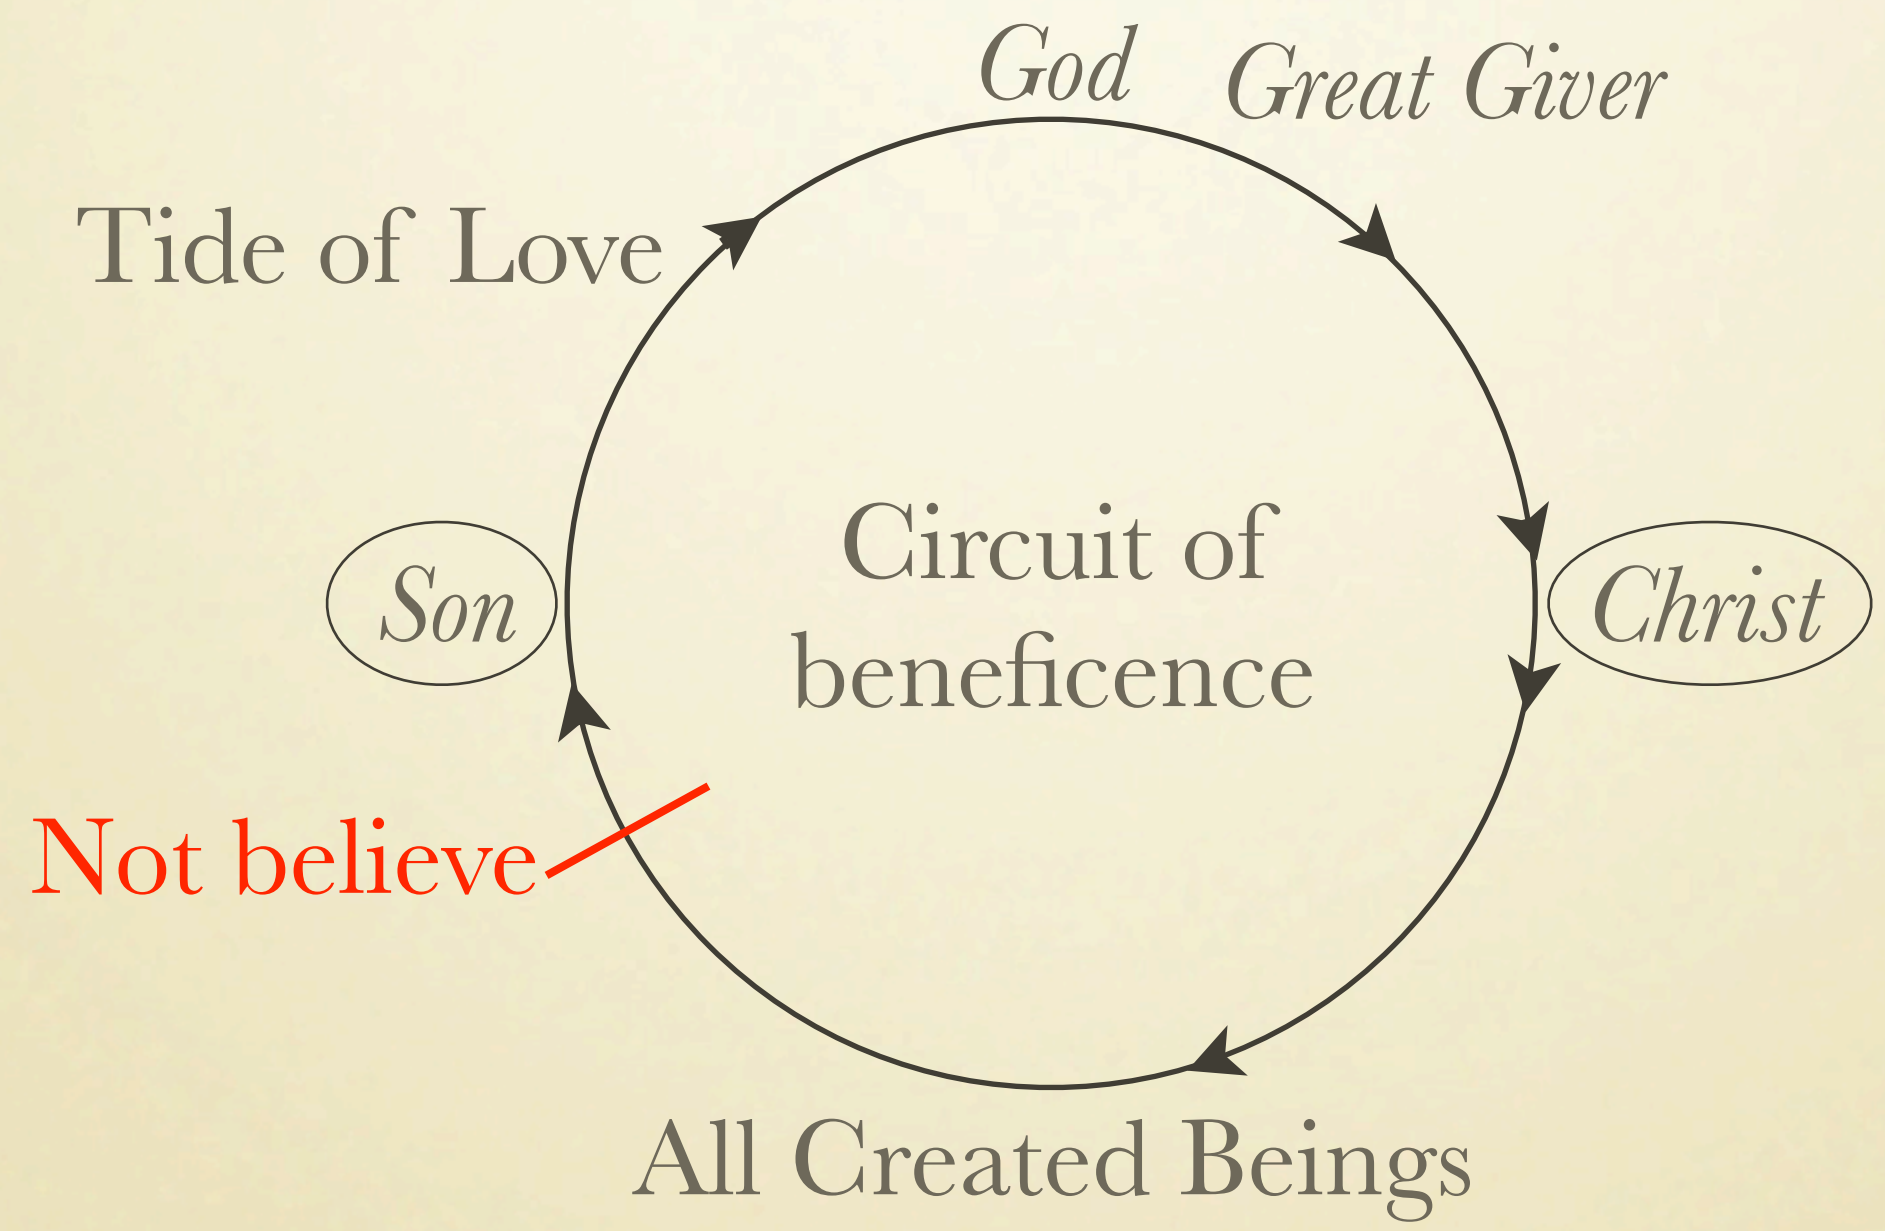 God
Great Giver
Tide of Love
Circuit of
beneficence
Son
Christ
Not believe
All Created Beings